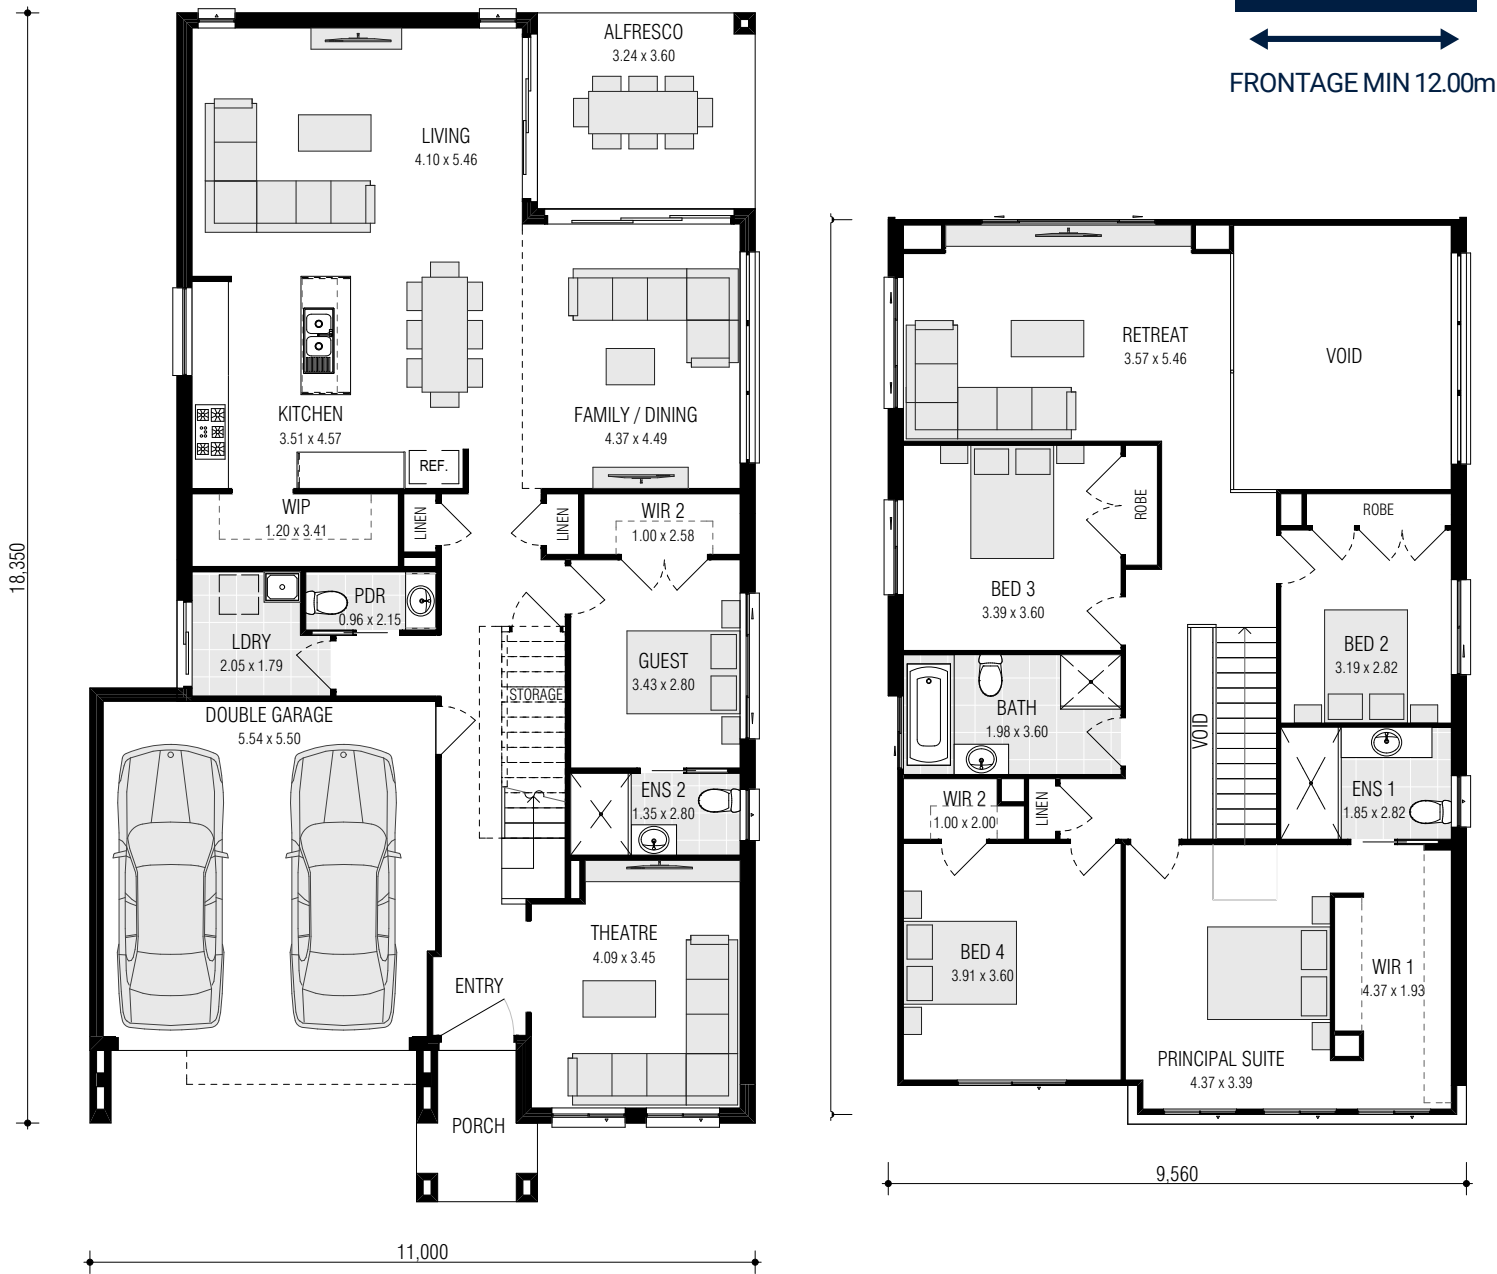 FRONTAGE MIN 12.00m
ALFRESCO
3.24 x 3.60
LIVING
4.10 x 5.46
KITCHEN
3.51 x 4.57
REF.
FAMILY / DINING
4.37 x 4.49
WIP
1.20 x 3.41
LINEN
LINEN
WIR 2
1.00 x 2.58
PDR
0.96 x 2.15
LDRY
2.05 x 1.79
STORAGE
GUEST
3.43 x 2.80
DOUBLE GARAGE
5.54 x 5.50
ENS 2
1.35 x 2.80
THEATRE
4.09 x 3.45
ENTRY
PORCH
18,350
11,000
RETREAT
3.57 x 5.46
VOID
BED 3
3.39 x 3.60
ROBE
ROBE
BED 2
3.19 x 2.82
BATH
1.98 x 3.60
VOID
ENS 1
1.85 x 2.82
WIR 2
1.00 x 2.00
LINEN
BED 4
3.91 x 3.60
WIR 1
4.37 x 1.93
PRINCIPAL SUITE
4.37 x 3.39
9,560